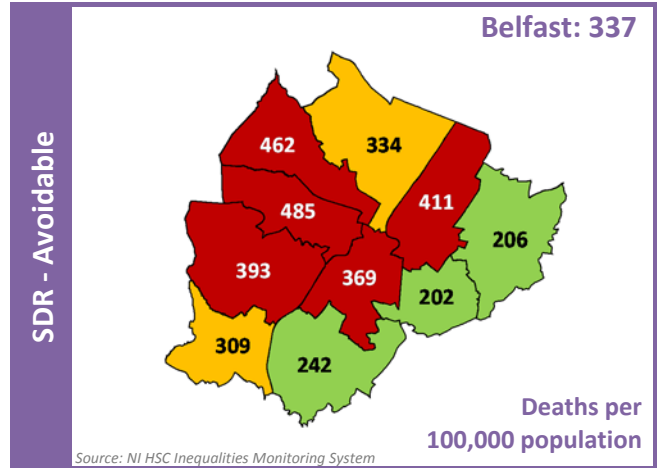 SDR - Avoidable
Belfast: 337
462
334
485
411
206
393
369
202
309
242
Deaths per
100,000 population
Source: NI HSC Inequalities Monitoring System